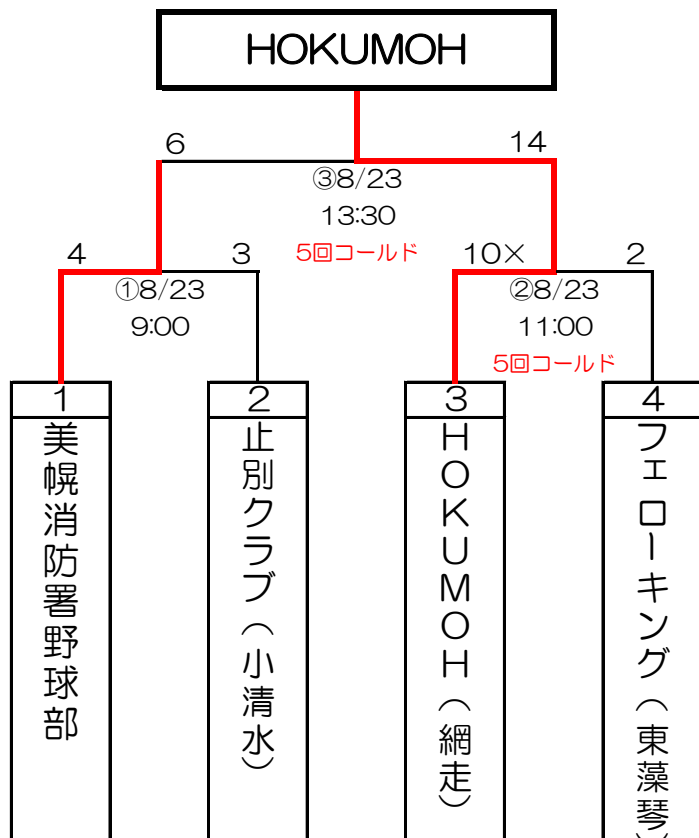 HOKUMOH
6
14
③8/23
13:30
5回コールド
4
3
10×
2
①8/23
9:00
②8/23
11:00
5回コールド
1
2
3
4
美幌消防署野球部
止別クラブ（小清水）
HOKUMOH（網走）
フェローキング（東藻琴）